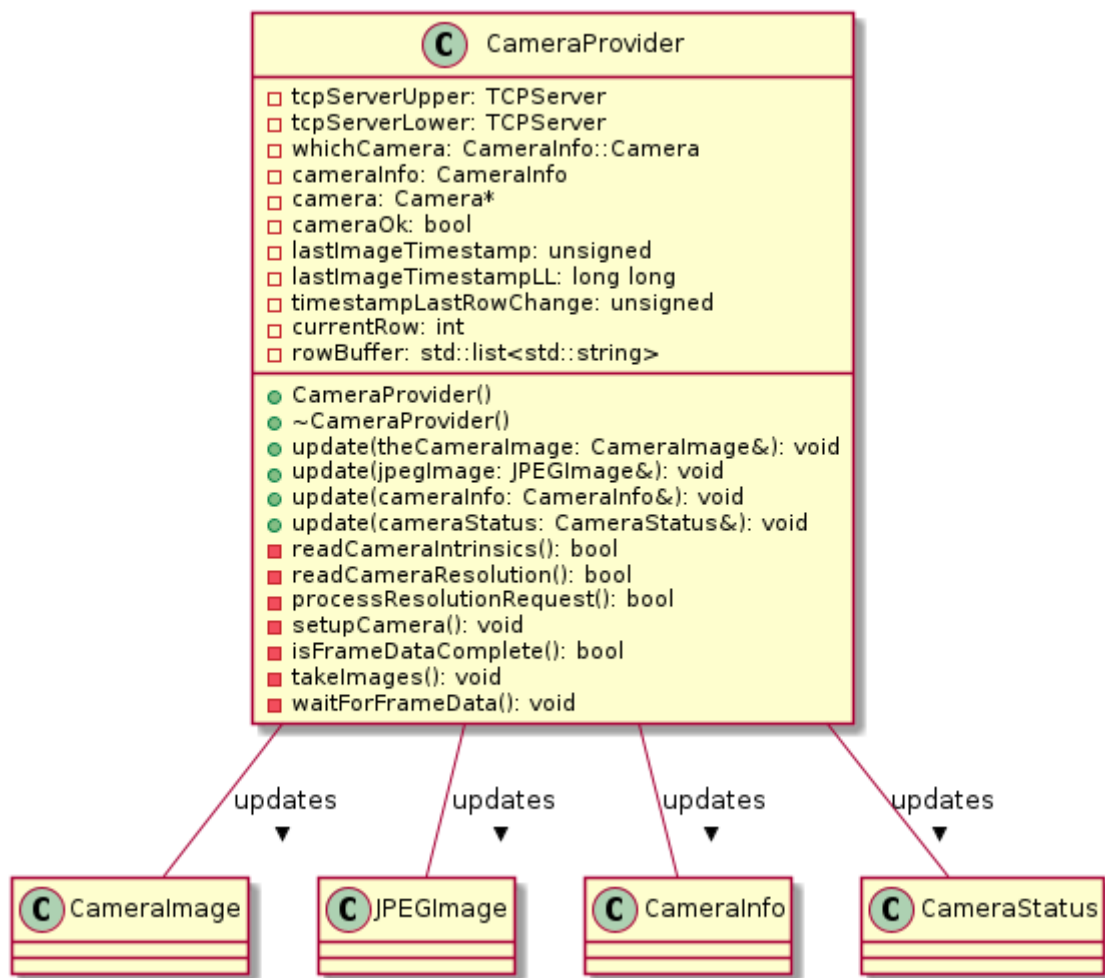 C CameraProvider
tcpServerUpper: TCPServer
tcpServerLower: TCPServer
whichCamera: CameraInfo::Camera
cameraInfo: CameraInfo
camera: Camera*
cameraOk: bool
lastImageTimestamp: unsigned
lastImageTimestampLL: long long
timestampLastRowChange: unsigned
currentRow: int
rowBuffer: std::list<std::string>
CameraProvider()
~CameraProvider()
update(theCameraImage: CameraImage&): void
update(jpegImage: JPEGImage&): void
update(cameraInfo: CameraInfo&): void
update(cameraStatus: CameraStatus&): void
readCameraIntrinsics(): bool
readCameraResolution(): bool
processResolutionRequest(): bool
setupCamera(): void
isFrameDataComplete(): bool
takeImages(): void
waitForFrameData(): void
updates updates updates updates
C CameraImage C JPEGImage C CameraInfo C CameraStatus